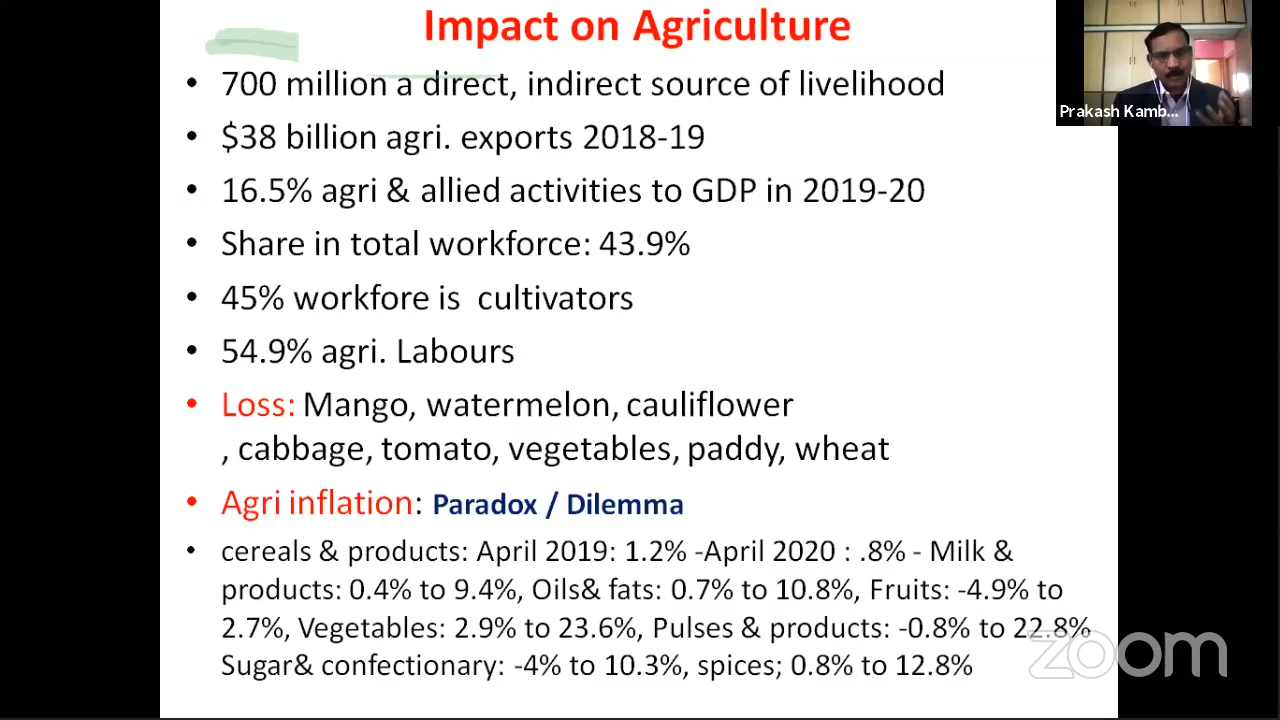 Impact on Agriculture
• 700 million a direct, indirect source of livelihood
• $38 billion agri. exports 2018-19
• 16.5% agri & allied activities to GDP in 2019-20
• Share in total workforce: 43.9%
• 45% workfore is cultivators
• 54.9% agri. Labours
• Loss: Mango, watermelon, cauliflower
, cabbage, tomato, vegetables, paddy, wheat
• Agri inflation: Paradox / Dilemma
• cereals & products: April 2019: 1.2% -April 2020 : .8% - Milk &
products: 0.4% to 9.4%, Oils& fats: 0.7% to 10.8%, Fruits: -4.9% to
2.7%, Vegetables: 2.9% to 23.6%, Pulses & products: -0.8% to 22.8%
Sugar& confectionary: -4% to 10.3%, spices; 0.8% to 12.8%
Prakash Kamb...
zoom